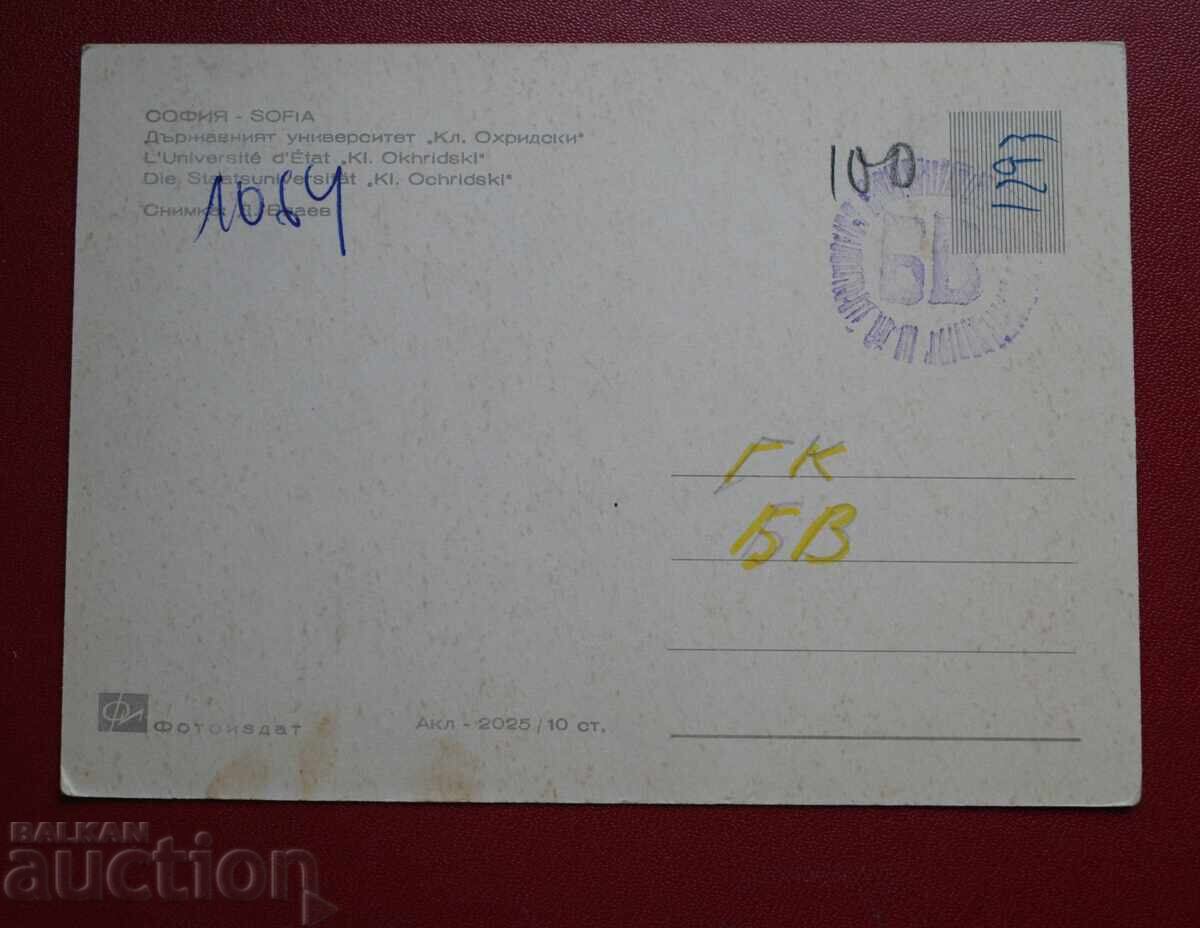 СОФИЯ - SOFIA
Държавният университет „Кл. Охридски“
L'Université d'État „Kl. Okhridski“
Die Staatsuniversität „Kl. Ochridski“
Снимка
1064
100
1293
БВ
ГК
БВ
Фотоиздат
Акл - 2025/10 ст.
BALKAN
auction